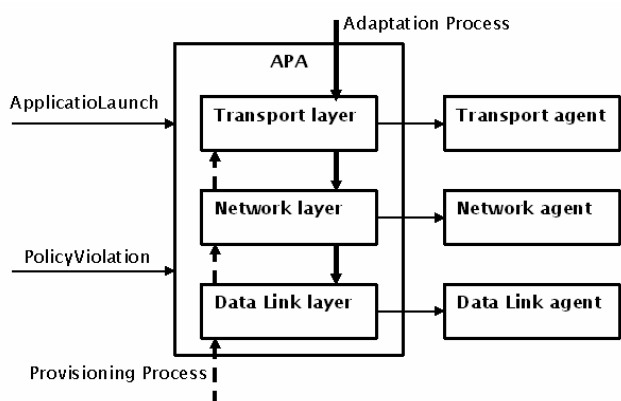 Adaptation Process
APA
ApplicatioLaunch
Transport layer
Transport agent
Network layer
Network agent
PolicyViolation
Data Link layer
Data Link agent
Provisioning Process